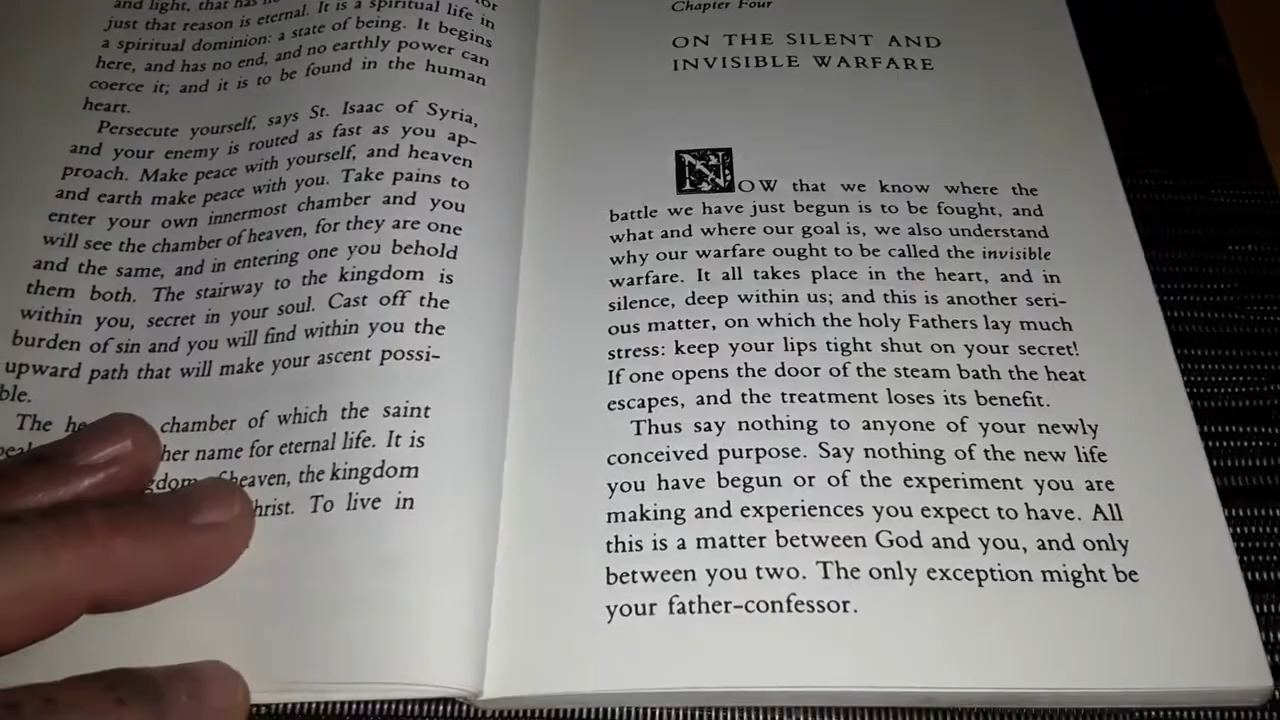 and light, that has
just that reason is eternal. It is a spiritual life in
a spiritual dominion: a state of being. It begins
here, and has no end, and no earthly power can
coerce it; and it is to be found in the human
heart.
Persecute yourself, says St. Isaac of Syria,
and your enemy is routed as fast as you ap-
proach. Make peace with yourself, and heaven
and earth make peace with you. Take pains to
enter your own innermost chamber and you
will see the chamber of heaven, for they are one
and the same, and in entering one you behold
them both. The stairway to the kingdom is
within you, secret in your soul. Cast off the
burden of sin and you will find within you the
upward path that will make your ascent possi-
ble.
The chamber of which the saint
her name for eternal life. It is
heaven, the kingdom
To live in
Chapter Four
ON THE SILENT AND
INVISIBLE WARFARE
NOW that we know where the
battle we have just begun is to be fought, and
what and where our goal is, we also understand
why our warfare ought to be called the invisible
warfare. It all takes place in the heart, and in
silence, deep within us; and this is another seri-
ous matter, on which the holy Fathers lay much
stress: keep your lips tight shut on your secret!
If one opens the door of the steam bath the heat
escapes, and the treatment loses its benefit.
Thus say nothing to anyone of your newly
conceived purpose. Say nothing of the new life
you have begun or of the experiment you are
making and experiences you expect to have. All
this is a matter between God and you, and only
between you two. The only exception might be
your father-confessor.